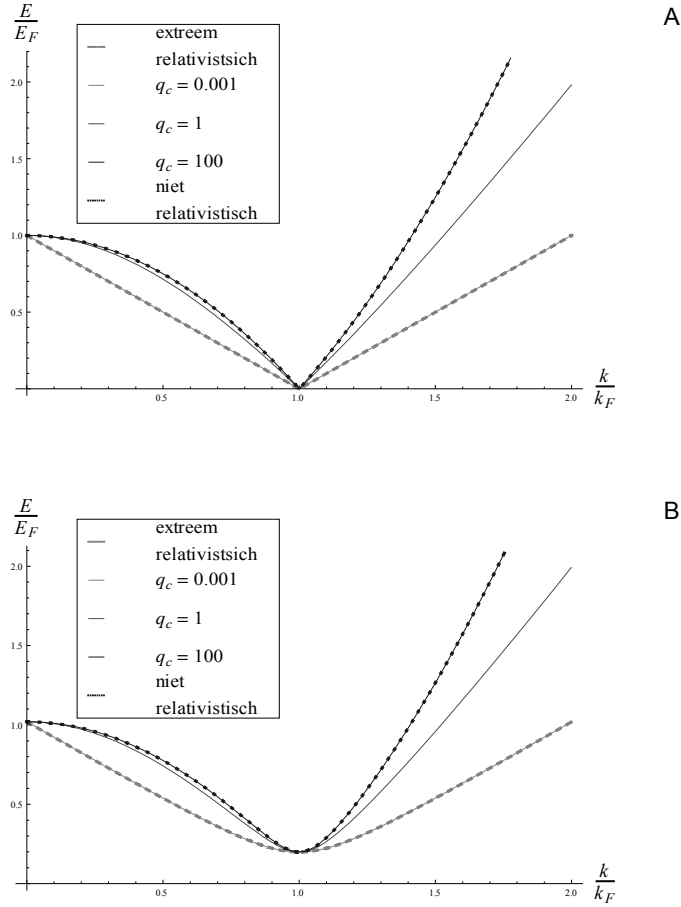 A
E
E_F
extreem
relativistsich
q_c = 0.001
q_c = 1
q_c = 100
niet
relativistisch
2.0
1.5
1.0
0.5
0.5 1.0 1.5 2.0
k
k_F
B
E
E_F
extreem
relativistsich
q_c = 0.001
q_c = 1
q_c = 100
niet
relativistisch
2.0
1.5
1.0
0.5
0.5 1.0 1.5 2.0
k
k_F